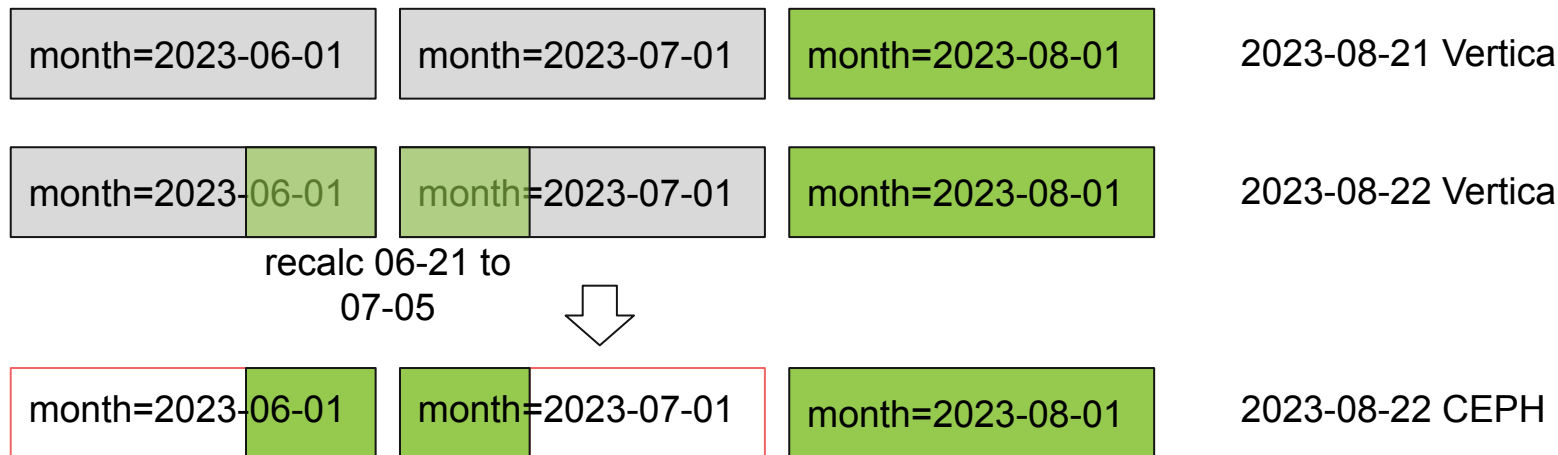 month=2023-06-01 month=2023-07-01 month=2023-08-01 2023-08-21 Vertica
month=2023-06-01 month=2023-07-01 month=2023-08-01 2023-08-22 Vertica
recalc 06-21 to
07-05
month=2023-06-01 month=2023-07-01 month=2023-08-01 2023-08-22 CEPH